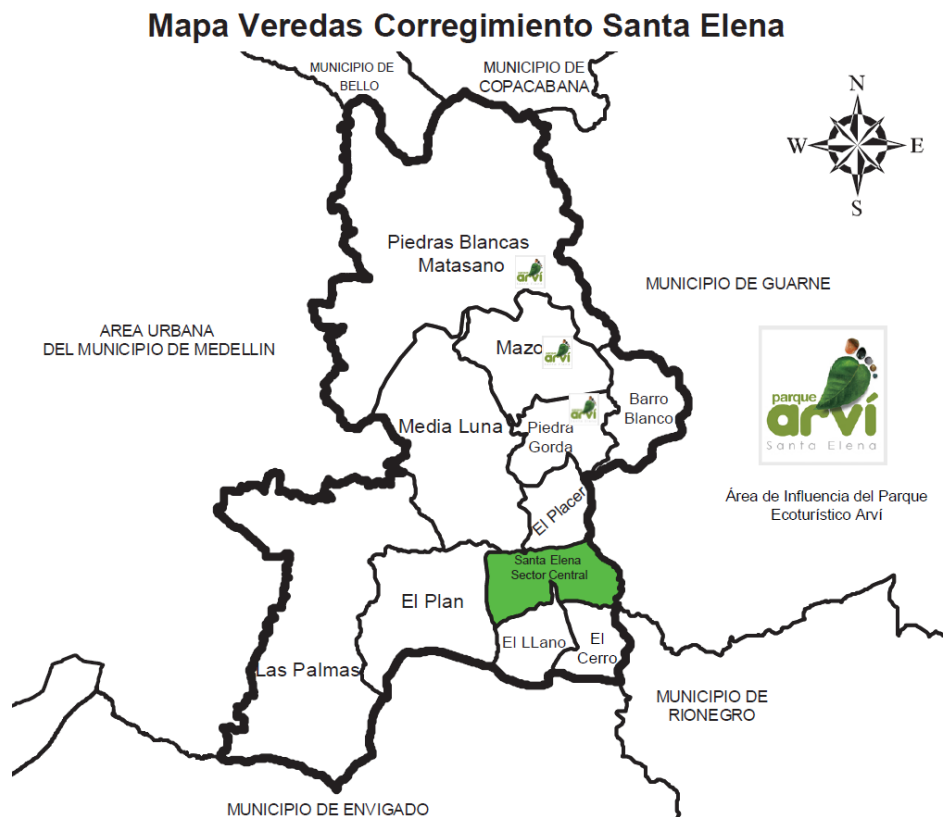 Mapa Veredas Corregimiento Santa Elena
MUNICIPIO DE
BELLO
MUNICIPIO DE
COPACABANA
N
W
E
S
Piedras Blancas
Matasano
arví
MUNICIPIO DE GUARNE
AREA URBANA
DEL MUNICIPIO DE MEDELLIN
Mazo
arví
parque
arví
Santa Elena
Barro
Blanco
arví
Media Luna
Piedra
Gorda
El Placer
Área de Influencia del Parque
Ecoturístico Arví
Santa Elena
Sector Central
El Plan
El LLano
El
Cerro
Las Palmas
MUNICIPIO DE
RIONEGRO
MUNICIPIO DE ENVIGADO